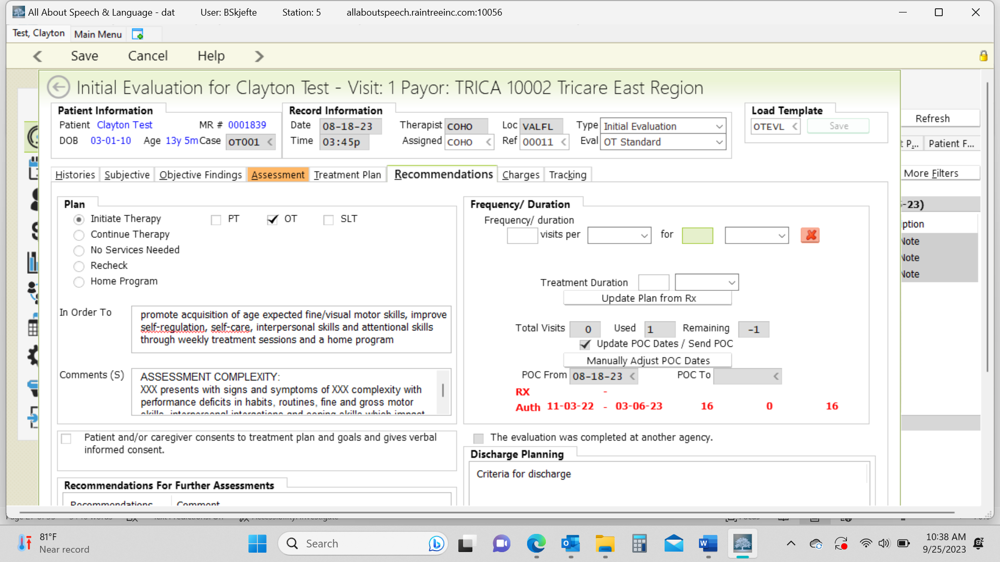 All About Speech & Language - dat User: BSkjefte Station: 5 allaboutspeech.raintreeinc.com:10056
Test, Clayton Main Menu
Save Cancel Help
Initial Evaluation for Clayton Test - Visit: 1 Payor: TRICA 10002 Tricare East Region
Patient Information Record Information Load Template
Patient Clayton Test MR # 0001839 Date 08-18-23 Therapist COHO Loc VALFL Type Initial Evaluation OTEVL Save
DOB 03-01-10 Age 13y 5m Case OT001 Time 03:45p Assigned COHO Ref 00011 Eval OT Standard
Refresh
Patient F...
More Filters
Histories Subjective Objective Findings Assessment Treatment Plan Recommendations Charges Tracking
-23)
Note
Note
Note
Plan
Initiate Therapy PT OT SLT
Continue Therapy
No Services Needed
Recheck
Home Program
In Order To
promote acquisition of age expected fine/visual motor skills, improve
self-regulation, self-care, interpersonal skills and attentional skills
through weekly treatment sessions and a home program
Comments (S)
ASSESSMENT COMPLEXITY:
XXX presents with signs and symptoms of XXX complexity with
performance deficits in habits, routines, fine and gross motor
skills, interpersonal interactions and coping skills which impact
Patient and/or caregiver consents to treatment plan and goals and gives verbal
informed consent.
Recommendations For Further Assessments
Recommendations Comment
Frequency/ Duration
Frequency/ duration
visits per for
Treatment Duration
Update Plan from Rx
Total Visits 0 Used 1 Remaining -1
Update POC Dates / Send POC
Manually Adjust POC Dates
POC From 08-18-23 POC To
RX -
Auth 11-03-22 - 03-06-23 16 0 16
The evaluation was completed at another agency.
Discharge Planning
Criteria for discharge
81°F
Near record
Search
10:38 AM
9/25/2023